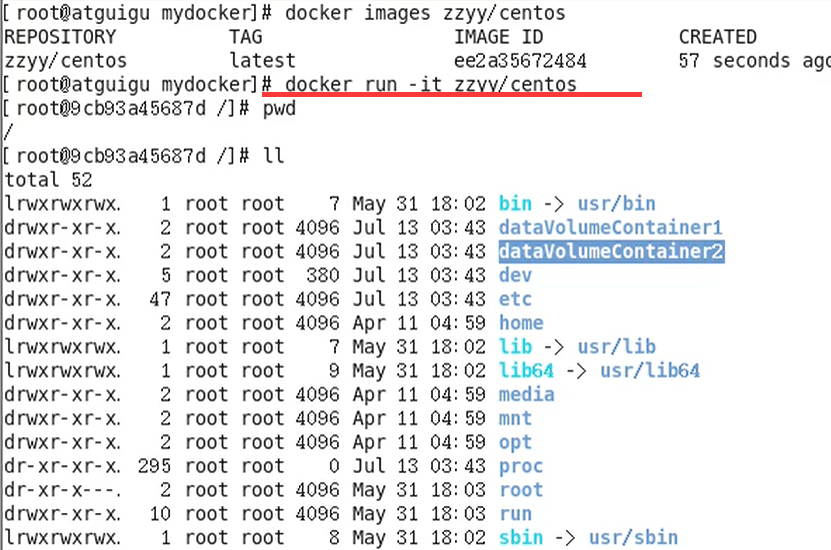 [root@atguigu mydocker]# docker images zzyy/centos
REPOSITORY TAG IMAGE ID CREATED
zzyy/centos latest ee2a35672484 57 seconds ago
[root@atguigu mydocker]# docker run -it zzyy/centos
[root@9cb93a45687d /]# pwd
/
[root@9cb93a45687d /]# ll
total 52
lrwxrwxrwx. 1 root root 7 May 31 18:02 bin -> usr/bin
drwxr-xr-x. 2 root root 4096 Jul 13 03:43 dataVolumeContainer1
drwxr-xr-x. 2 root root 4096 Jul 13 03:43 dataVolumeContainer2
drwxr-xr-x. 5 root root 380 Jul 13 03:43 dev
drwxr-xr-x. 47 root root 4096 Jul 13 03:43 etc
drwxr-xr-x. 2 root root 4096 Apr 11 04:59 home
lrwxrwxrwx. 1 root root 7 May 31 18:02 lib -> usr/lib
lrwxrwxrwx. 1 root root 9 May 31 18:02 lib64 -> usr/lib64
drwxr-xr-x. 2 root root 4096 Apr 11 04:59 media
drwxr-xr-x. 2 root root 4096 Apr 11 04:59 mnt
drwxr-xr-x. 2 root root 4096 Apr 11 04:59 opt
dr-xr-xr-x. 295 root root 0 Jul 13 03:43 proc
dr-xr-x---. 2 root root 4096 May 31 18:03 root
drwxr-xr-x. 10 root root 4096 May 31 18:03 run
lrwxrwxrwx. 1 root root 8 May 31 18:02 sbin -> usr/sbin